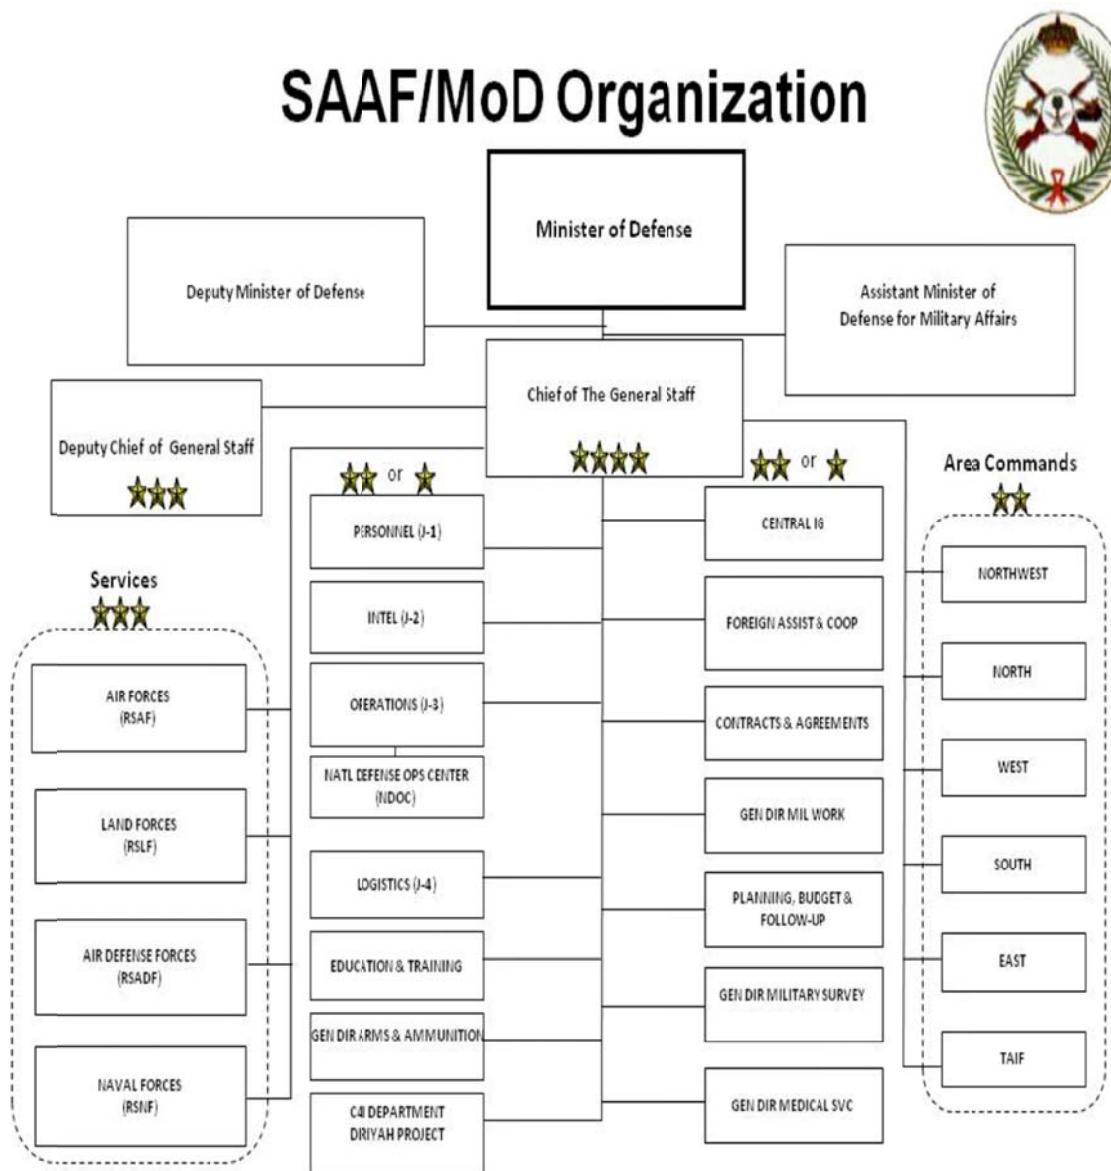 SAAF/MoD Organization
Minister of Defense
Deputy Minister of Defense
Assistant Minister of
Defense for Military Affairs
Chief of The General Staff
Deputy Chief of General Staff
or
or
Area Commands
Services
PERSONNEL (J-1)
INTEL (J-2)
OPERATIONS (J-3)
NATL DEFENSE OPS CENTER
(NDOC)
LOGISTICS (J-4)
EDUCATION & TRAINING
GEN DIR ARMS & AMMUNITION
C4I DEPARTMENT
DIRIYAH PROJECT
CENTRAL IG
FOREIGN ASSIST & COOP
CONTRACTS & AGREEMENTS
GEN DIR MIL WORK
PLANNING, BUDGET &
FOLLOW-UP
GEN DIR MILITARY SURVEY
GEN DIR MEDICAL SVC
AIR FORCES
(RSAF)
LAND FORCES
(RSLF)
AIR DEFENSE FORCES
(RSADF)
NAVAL FORCES
(RSNF)
NORTHWEST
NORTH
WEST
SOUTH
EAST
TAIF